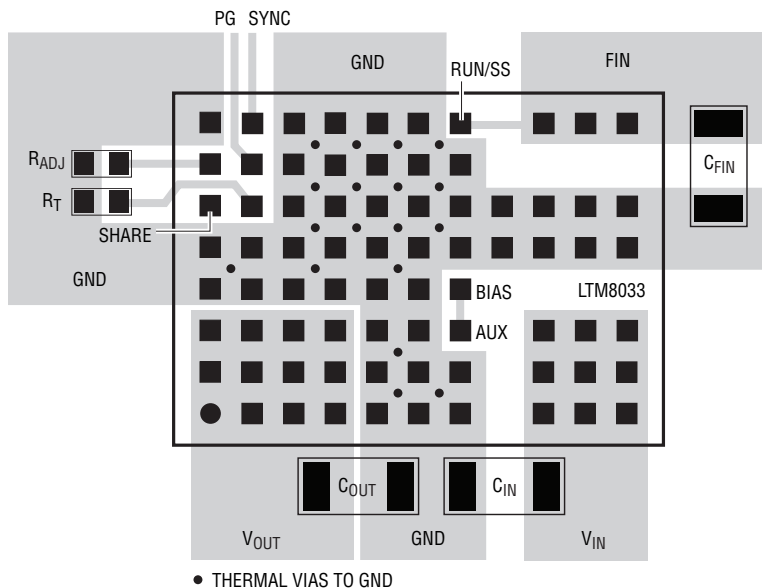 PG SYNC
GND
RUN/SS
FIN
RADJ
CFIN
RT
SHARE
GND
BIAS
LTM8033
AUX
COUT
CIN
VOUT
GND
VIN
● THERMAL VIAS TO GND